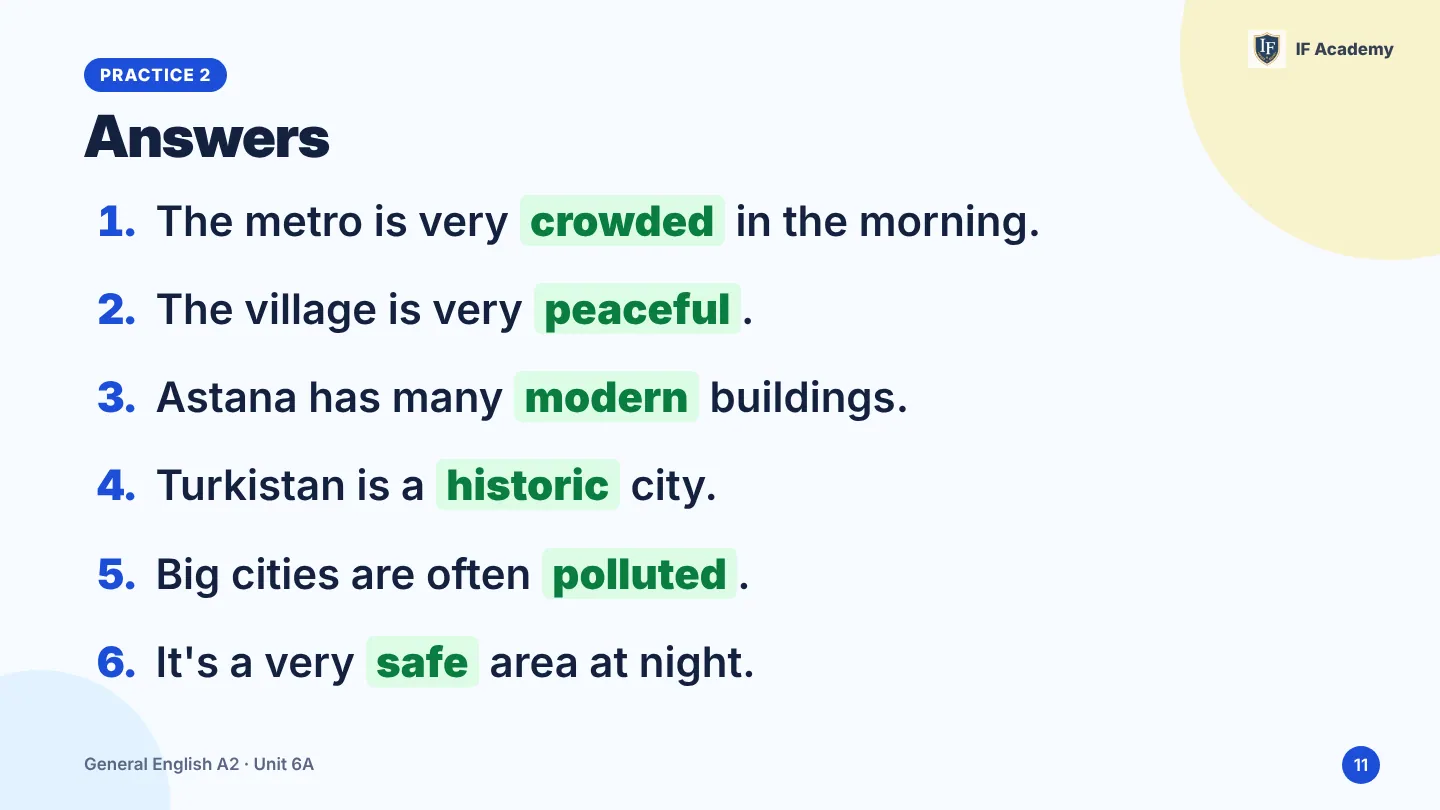 IF
IF Academy
PRACTICE 2
Answers
1. The metro is very crowded in the morning.
2. The village is very peaceful.
3. Astana has many modern buildings.
4. Turkistan is a historic city.
5. Big cities are often polluted.
6. It's a very safe area at night.
General English A2 · Unit 6A
11